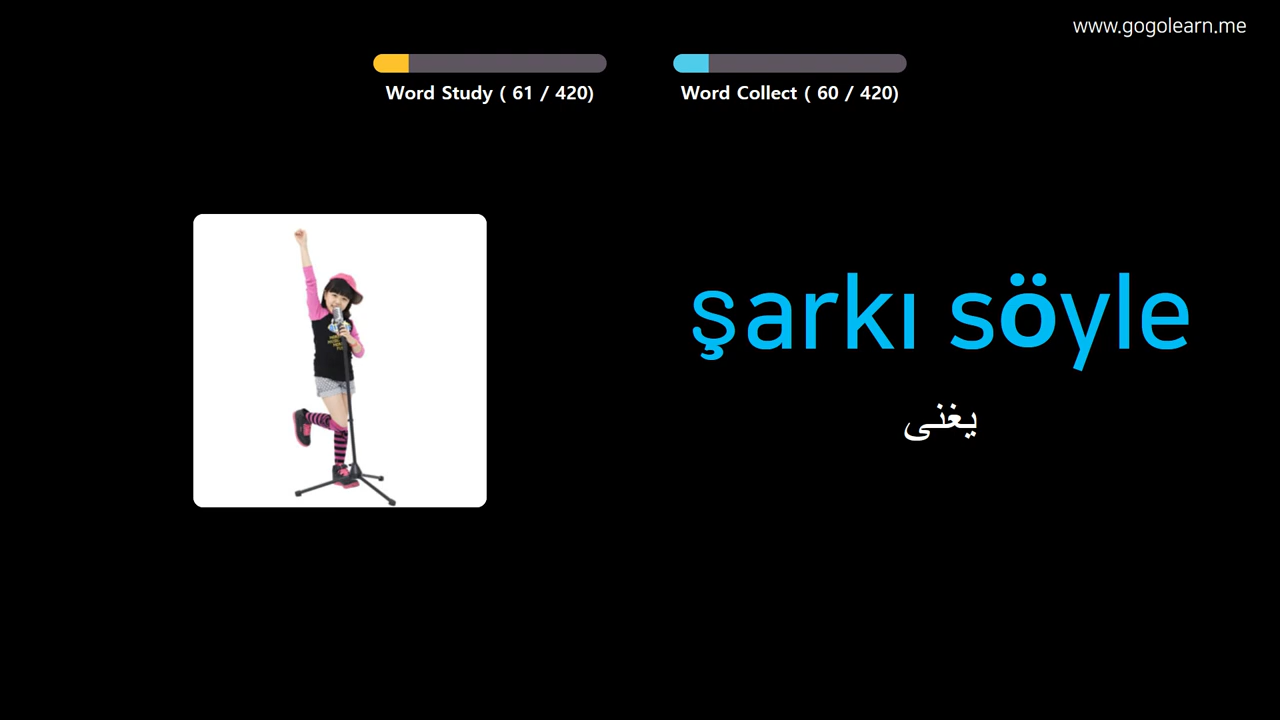 www.gogolearn.me
Word Study ( 61 / 420)
Word Collect ( 60 / 420)
şarkı söyle
يغنى